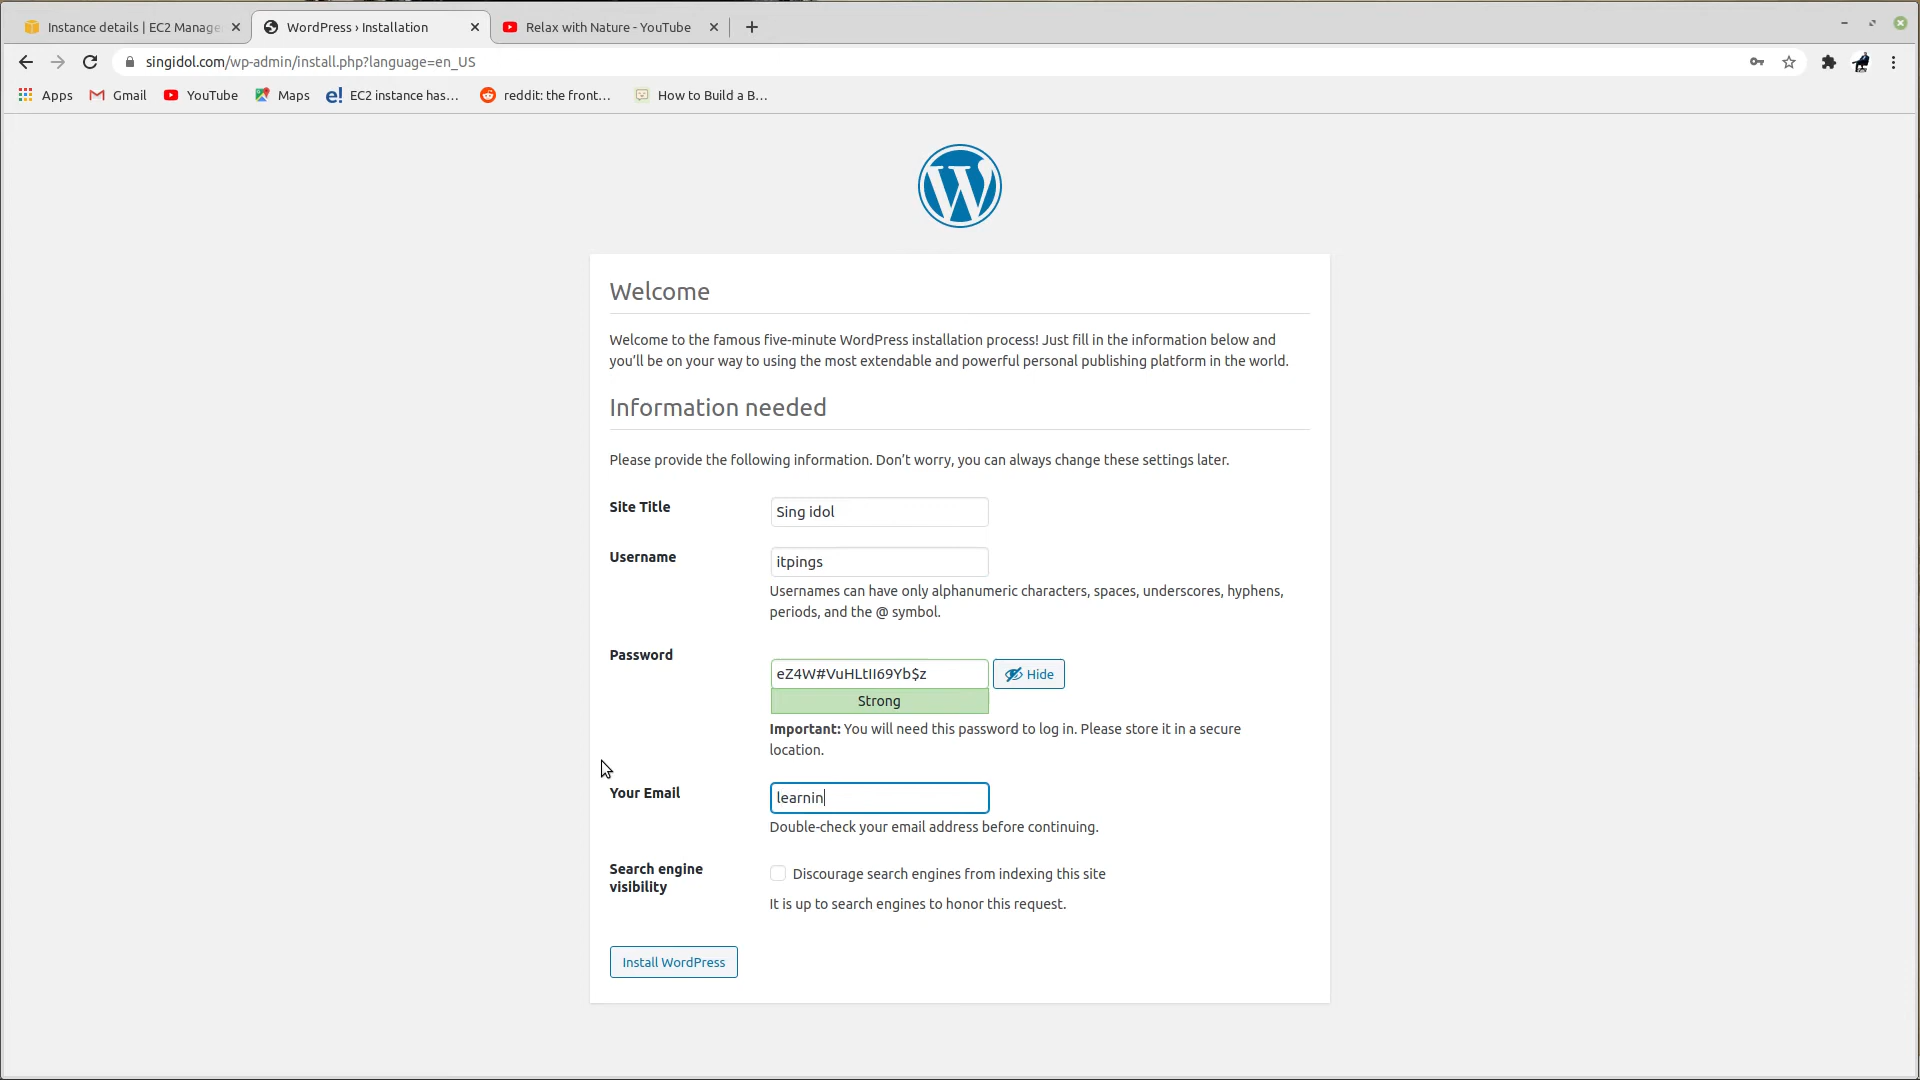 Instance details | EC2 Manage
WordPress › Installation
Relax with Nature - YouTube
singidol.com/wp-admin/install.php?language=en_US
Apps
Gmail
YouTube
Maps
EC2 instance has...
reddit: the front...
How to Build a B...
Welcome
Welcome to the famous five-minute WordPress installation process! Just fill in the information below and
you’ll be on your way to using the most extendable and powerful personal publishing platform in the world.
Information needed
Please provide the following information. Don’t worry, you can always change these settings later.
Site Title
Sing idol
Username
itpings
Usernames can have only alphanumeric characters, spaces, underscores, hyphens,
periods, and the @ symbol.
Password
eZ4W#VuHLtII69Yb$z
Hide
Strong
Important: You will need this password to log in. Please store it in a secure
location.
Your Email
learnin
Double-check your email address before continuing.
Search engine
visibility
Discourage search engines from indexing this site
It is up to search engines to honor this request.
Install WordPress